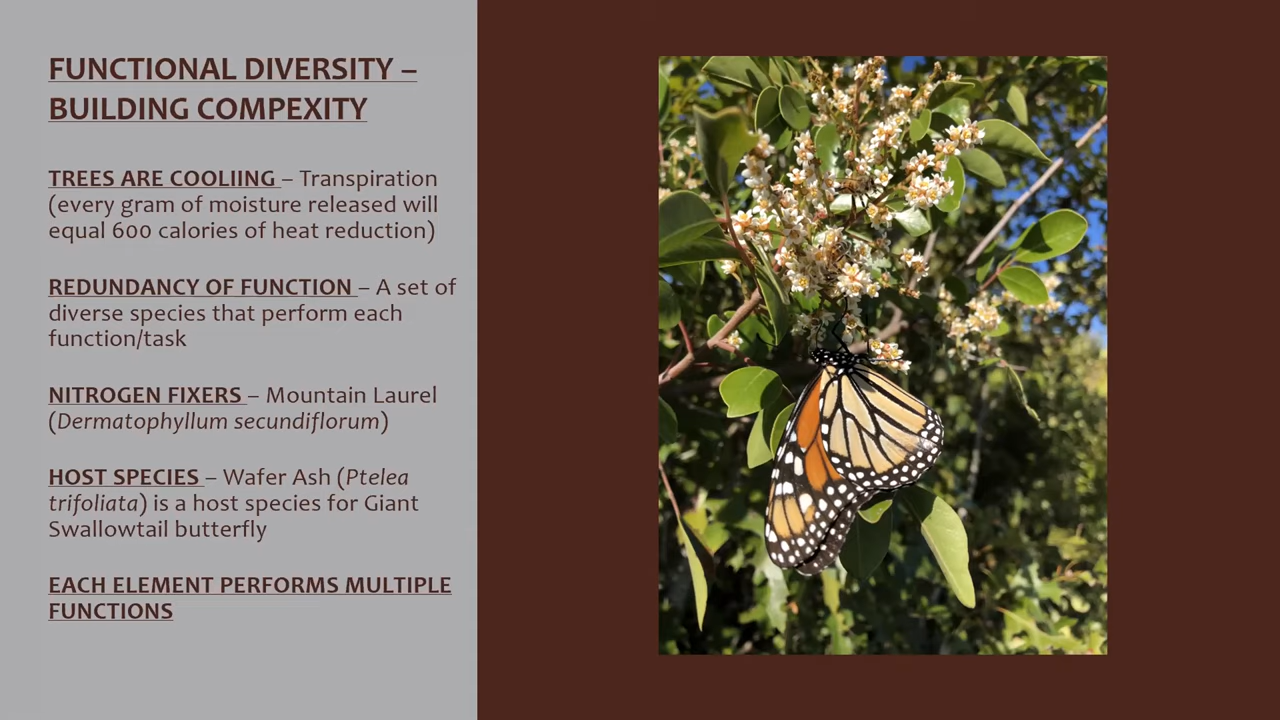 FUNCTIONAL DIVERSITY –
BUILDING COMPEXITY
TREES ARE COOLIING – Transpiration
(every gram of moisture released will
equal 600 calories of heat reduction)
REDUNDANCY OF FUNCTION – A set of
diverse species that perform each
function/task
NITROGEN FIXERS – Mountain Laurel
(Dermatophyllum secundiflorum)
HOST SPECIES – Wafer Ash (Ptelea
trifoliata) is a host species for Giant
Swallowtail butterfly
EACH ELEMENT PERFORMS MULTIPLE
FUNCTIONS